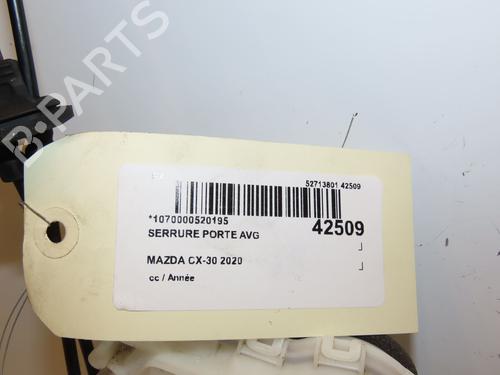 52713801 42509
*1070000520195
SERRURE PORTE AVG
42509
MAZDA CX-30 2020
cc / Année
B-PARTS